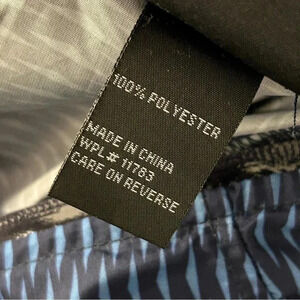 100% POLYESTER
MADE IN CHINA
WPL# 11783
CARE ON REVERSE